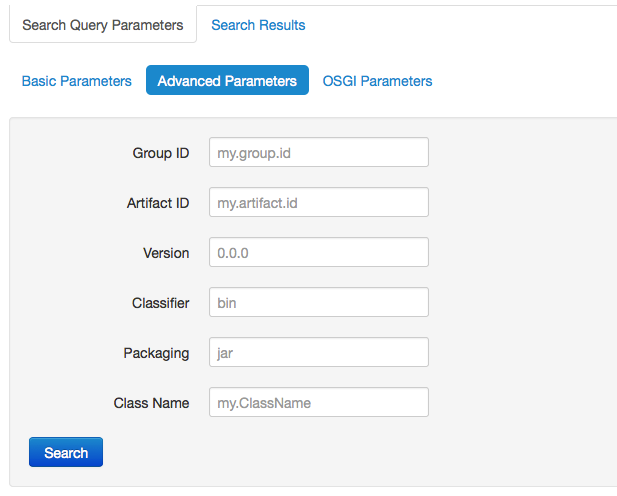 Search Query Parameters Search Results
Basic Parameters Advanced Parameters OSGI Parameters
Group ID my.group.id
Artifact ID my.artifact.id
Version 0.0.0
Classifier bin
Packaging jar
Class Name my.ClassName
Search